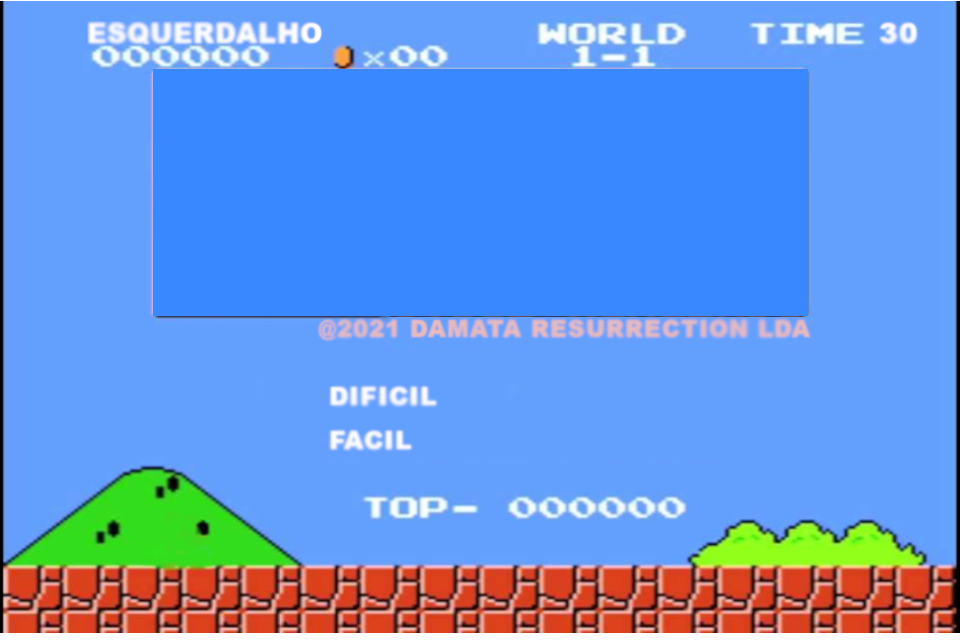 ESQUERDALHO WORLD TIME 30
000000 ×00 1-1
@2021 DAMATA RESURRECTION LDA
DIFICIL
FACIL
TOP- 000000